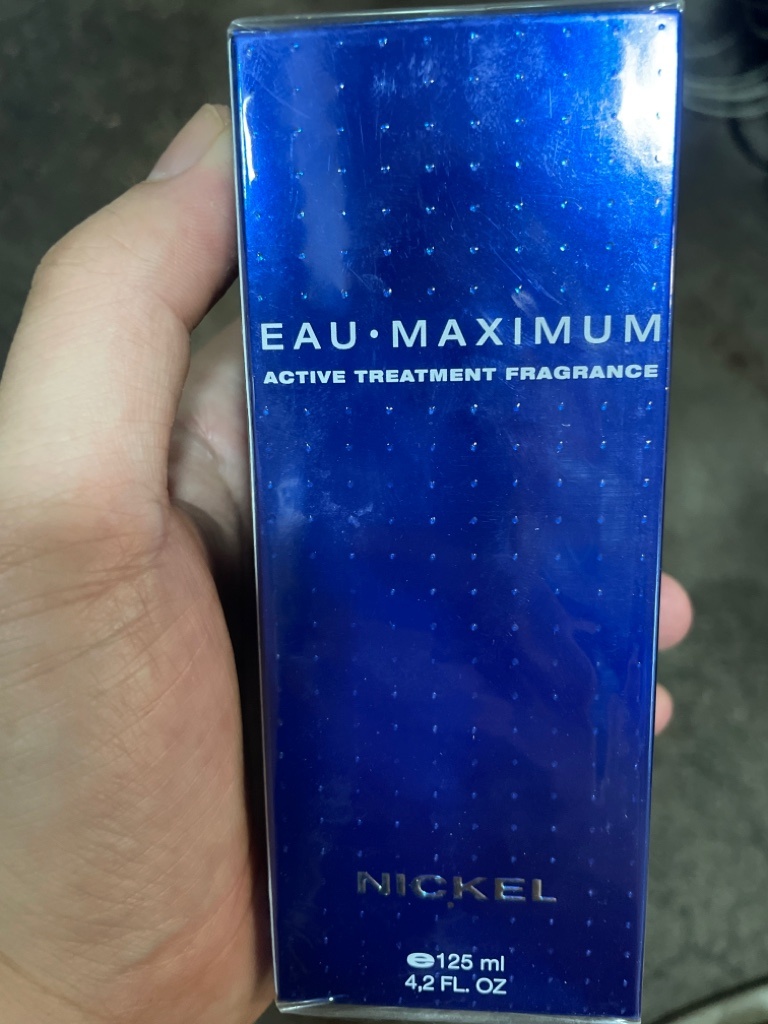 EAU·MAXIMUM
ACTIVE TREATMENT FRAGRANCE
NICKEL
℮125 ml
4,2 FL. OZ